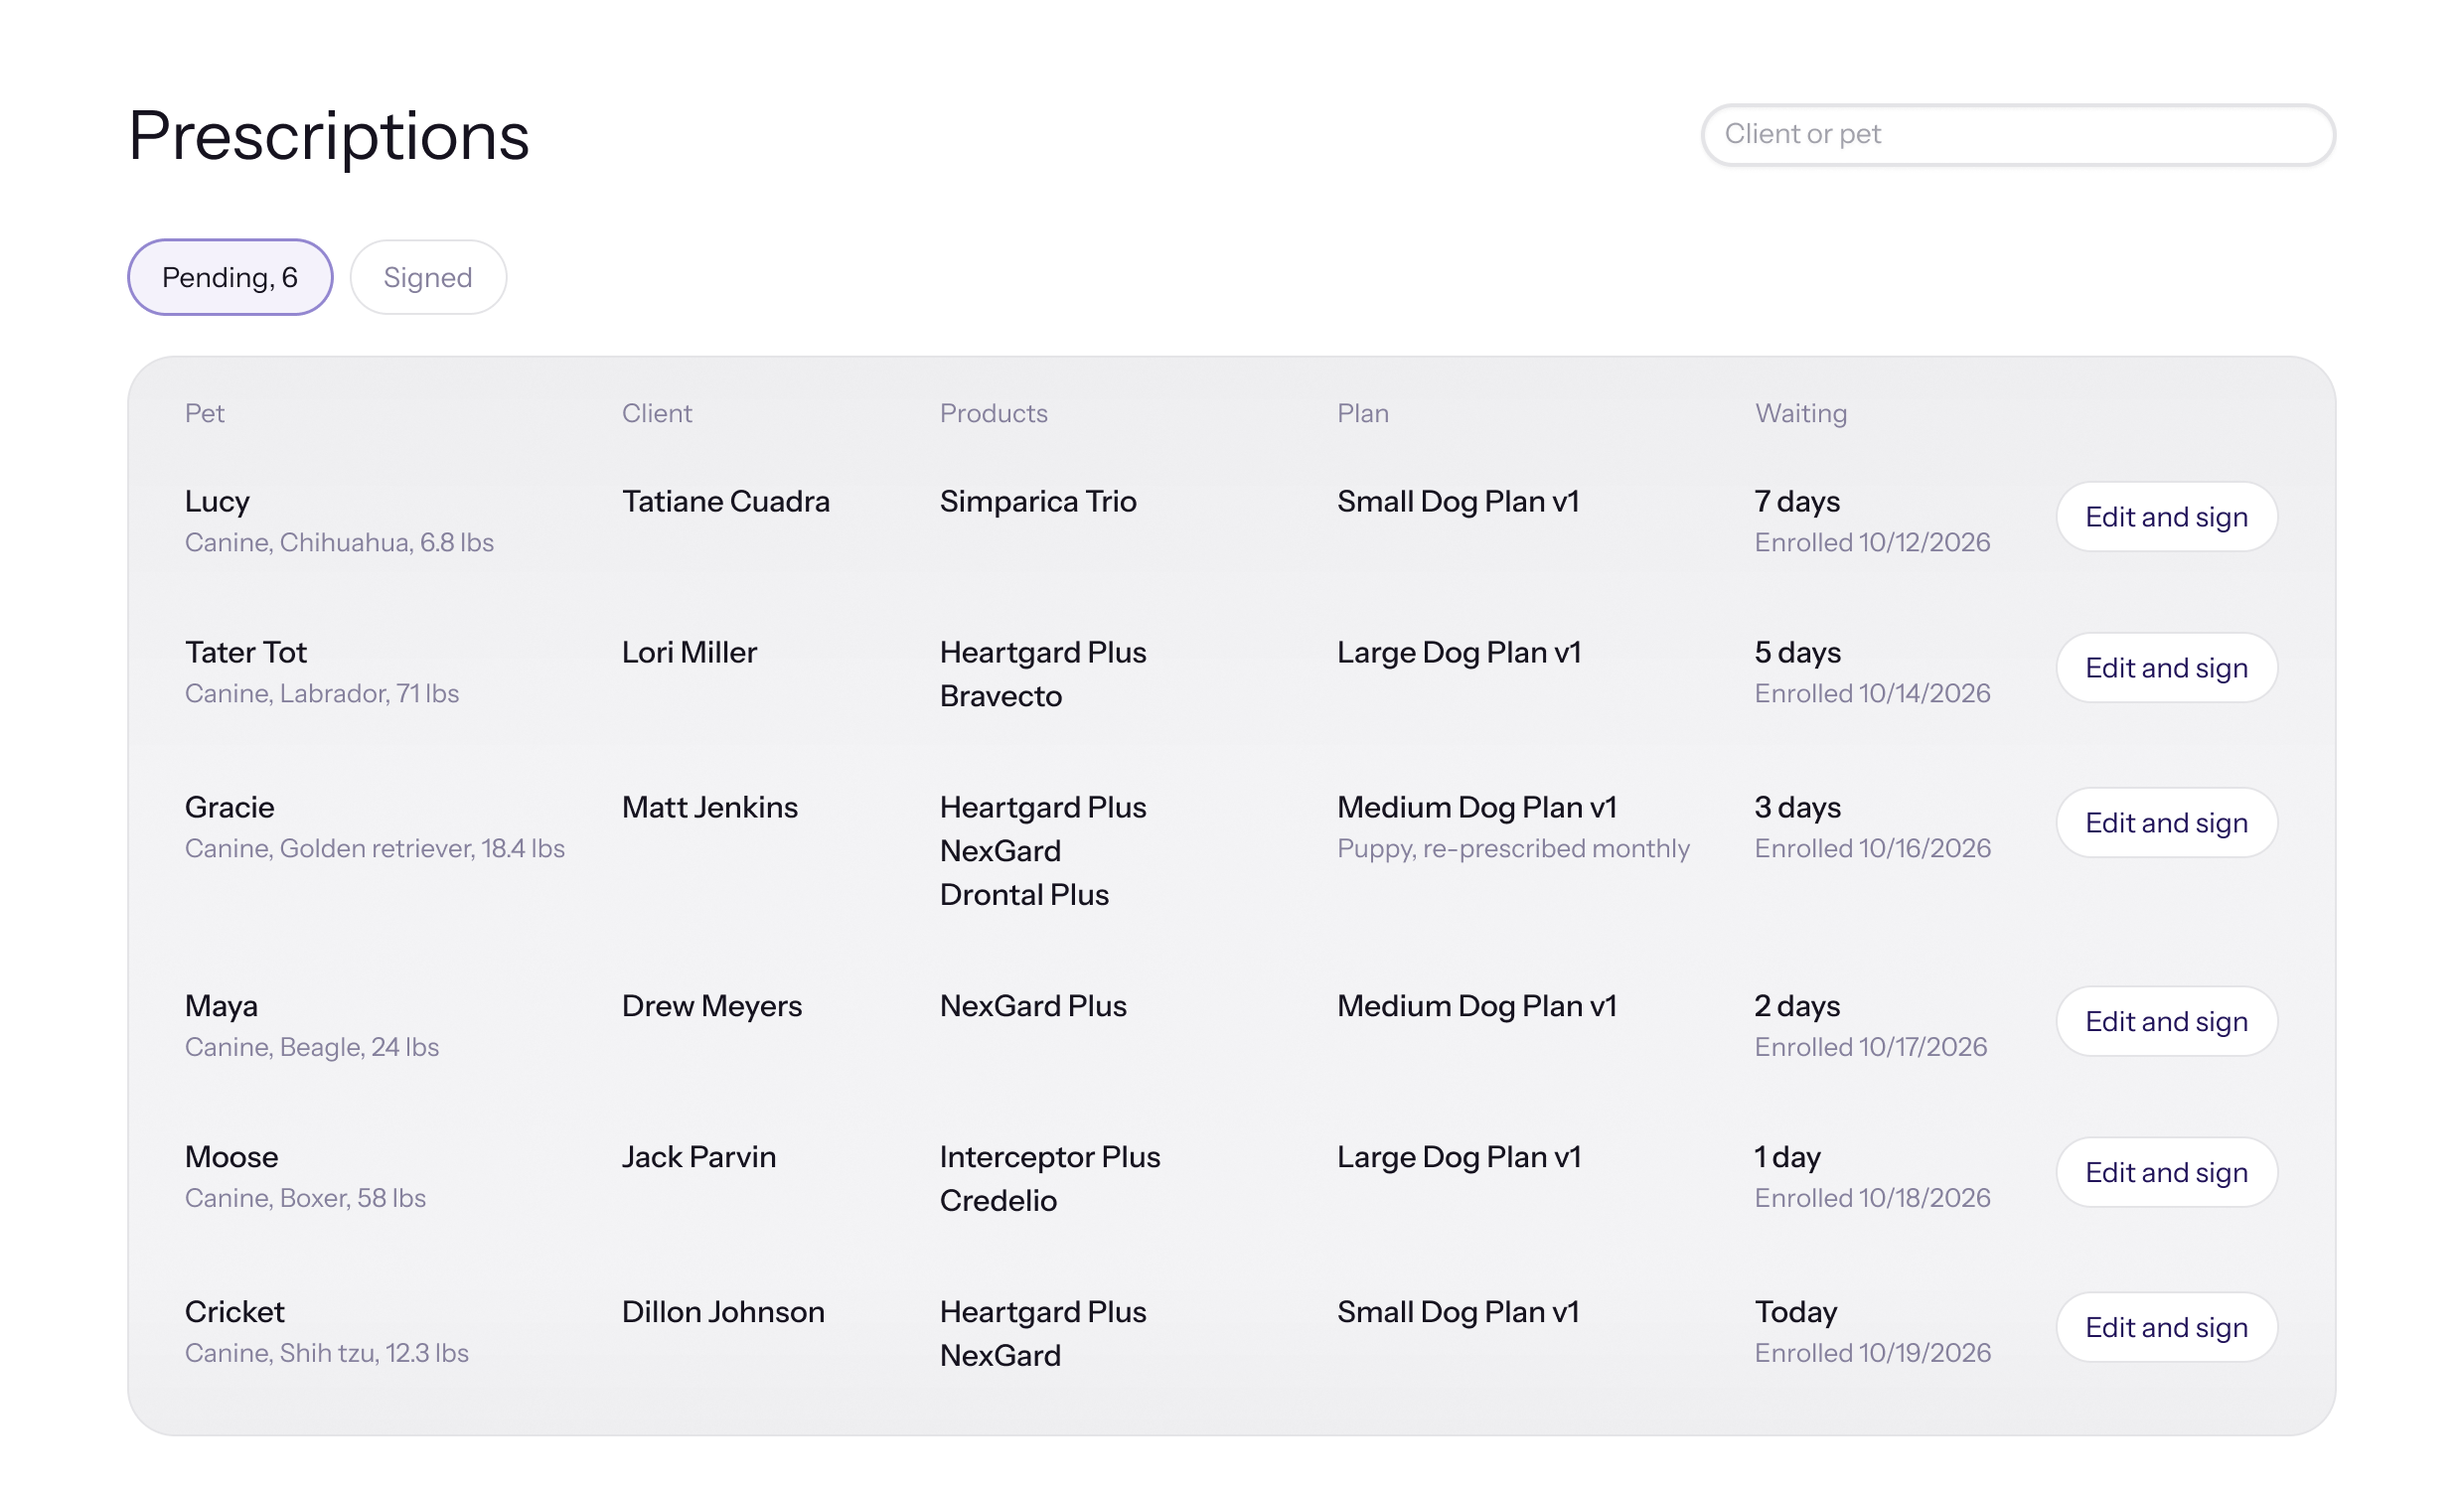 Prescriptions
Client or pet
Pending, 6
Signed
Pet Client Products Plan Waiting
Lucy Tatiane Cuadra Simparica Trio Small Dog Plan v1 7 days Edit and sign
Canine, Chihuahua, 6.8 lbs Enrolled 10/12/2026
Tater Tot Lori Miller Heartgard Plus Large Dog Plan v1 5 days Edit and sign
Canine, Labrador, 71 lbs Bravecto Enrolled 10/14/2026
Gracie Matt Jenkins Heartgard Plus Medium Dog Plan v1 3 days Edit and sign
Canine, Golden retriever, 18.4 lbs NexGard Puppy, re-prescribed monthly Enrolled 10/16/2026
Drontal Plus
Maya Drew Meyers NexGard Plus Medium Dog Plan v1 2 days Edit and sign
Canine, Beagle, 24 lbs Enrolled 10/17/2026
Moose Jack Parvin Interceptor Plus Large Dog Plan v1 1 day Edit and sign
Canine, Boxer, 58 lbs Credelio Enrolled 10/18/2026
Cricket Dillon Johnson Heartgard Plus Small Dog Plan v1 Today Edit and sign
Canine, Shih tzu, 12.3 lbs NexGard Enrolled 10/19/2026